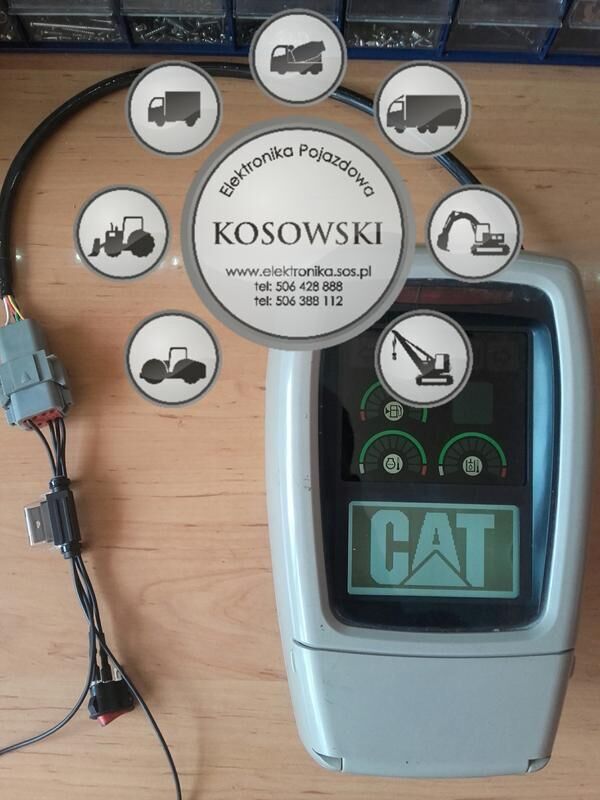 Elektronika Pojazdowa
KOSOWSKI
www.elektronika.sos.pl
tel: 506 428 888
tel: 506 388 112
CAT